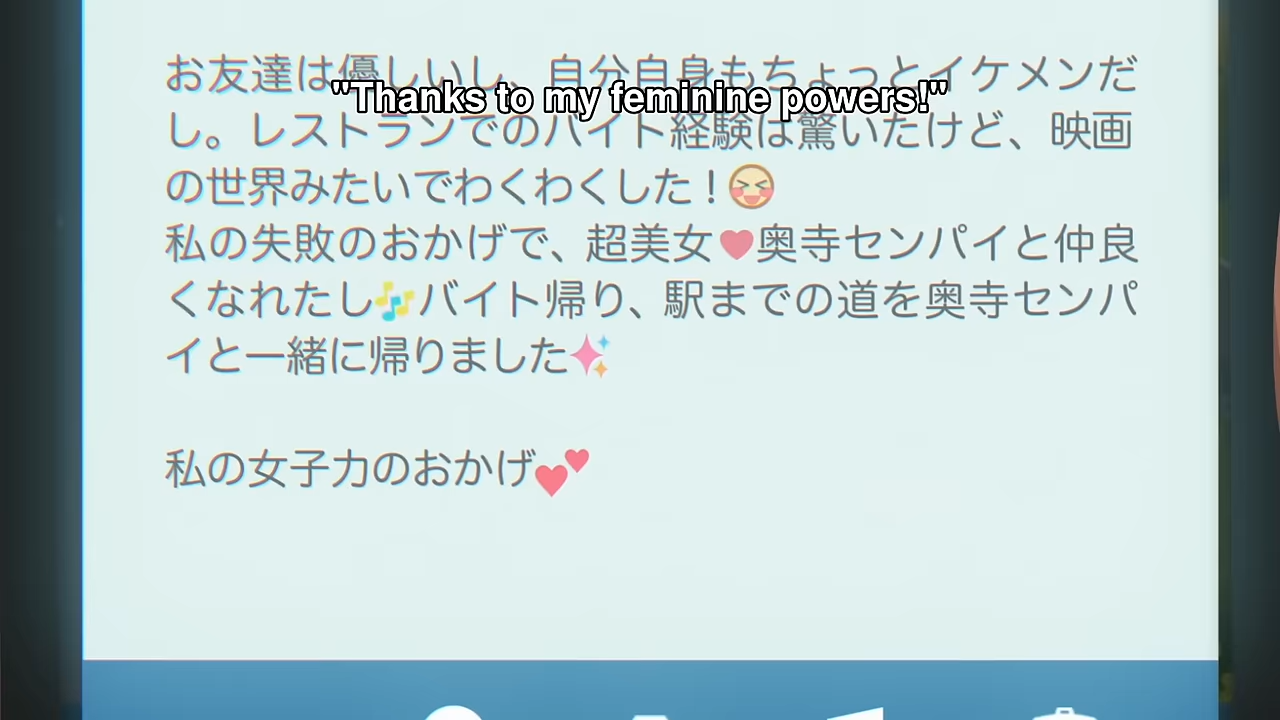 お友達は優しいし、自分自身もちょっとイケメンだ
"Thanks to my feminine powers!"
し。レストランでのバイト経験は驚いたけど、映画
の世界みたいでわくわくした！😆
私の失敗のおかげで、超美女❤奥寺センパイと仲良
くなれたし🎶バイト帰り、駅までの道を奥寺センパ
イと一緒に帰りました✨
私の女子力のおかげ💕